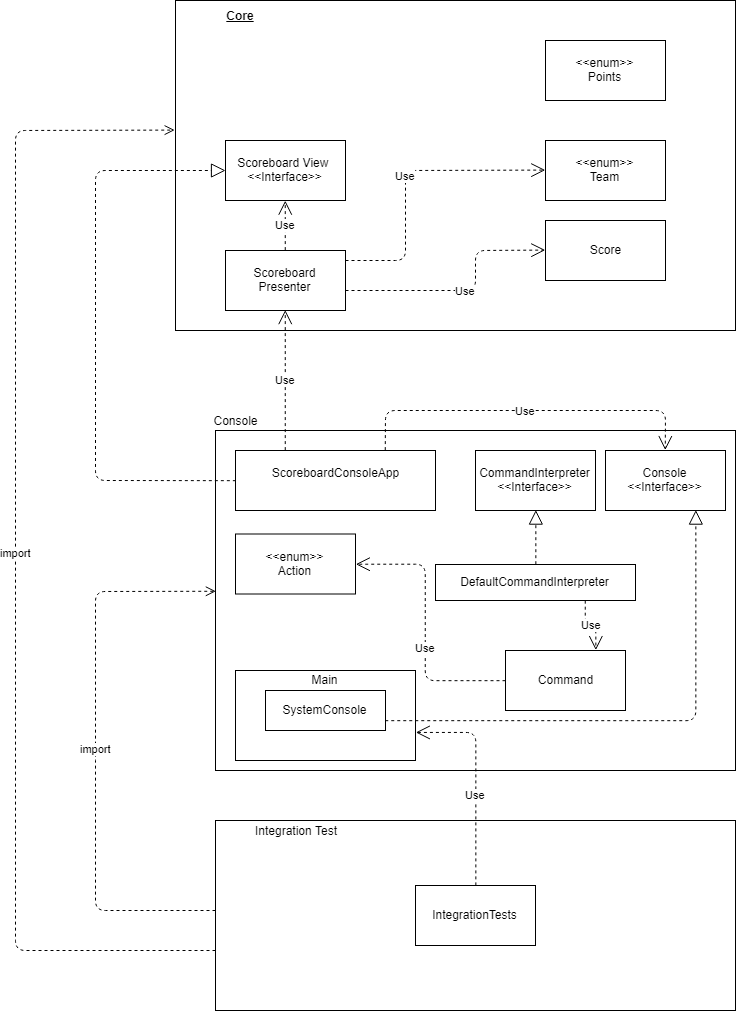 Core
<<enum>>
Points
Scoreboard View
<<Interface>>
Use
<<enum>>
Team
Use
Scoreboard
Presenter
Score
Use
Use
Console
Use
ScoreboardConsoleApp
CommandInterpreter
<<Interface>>
Console
<<Interface>>
import
<<enum>>
Action
DefaultCommandInterpreter
Use
Use
Main
Command
SystemConsole
import
Use
Integration Test
IntegrationTests